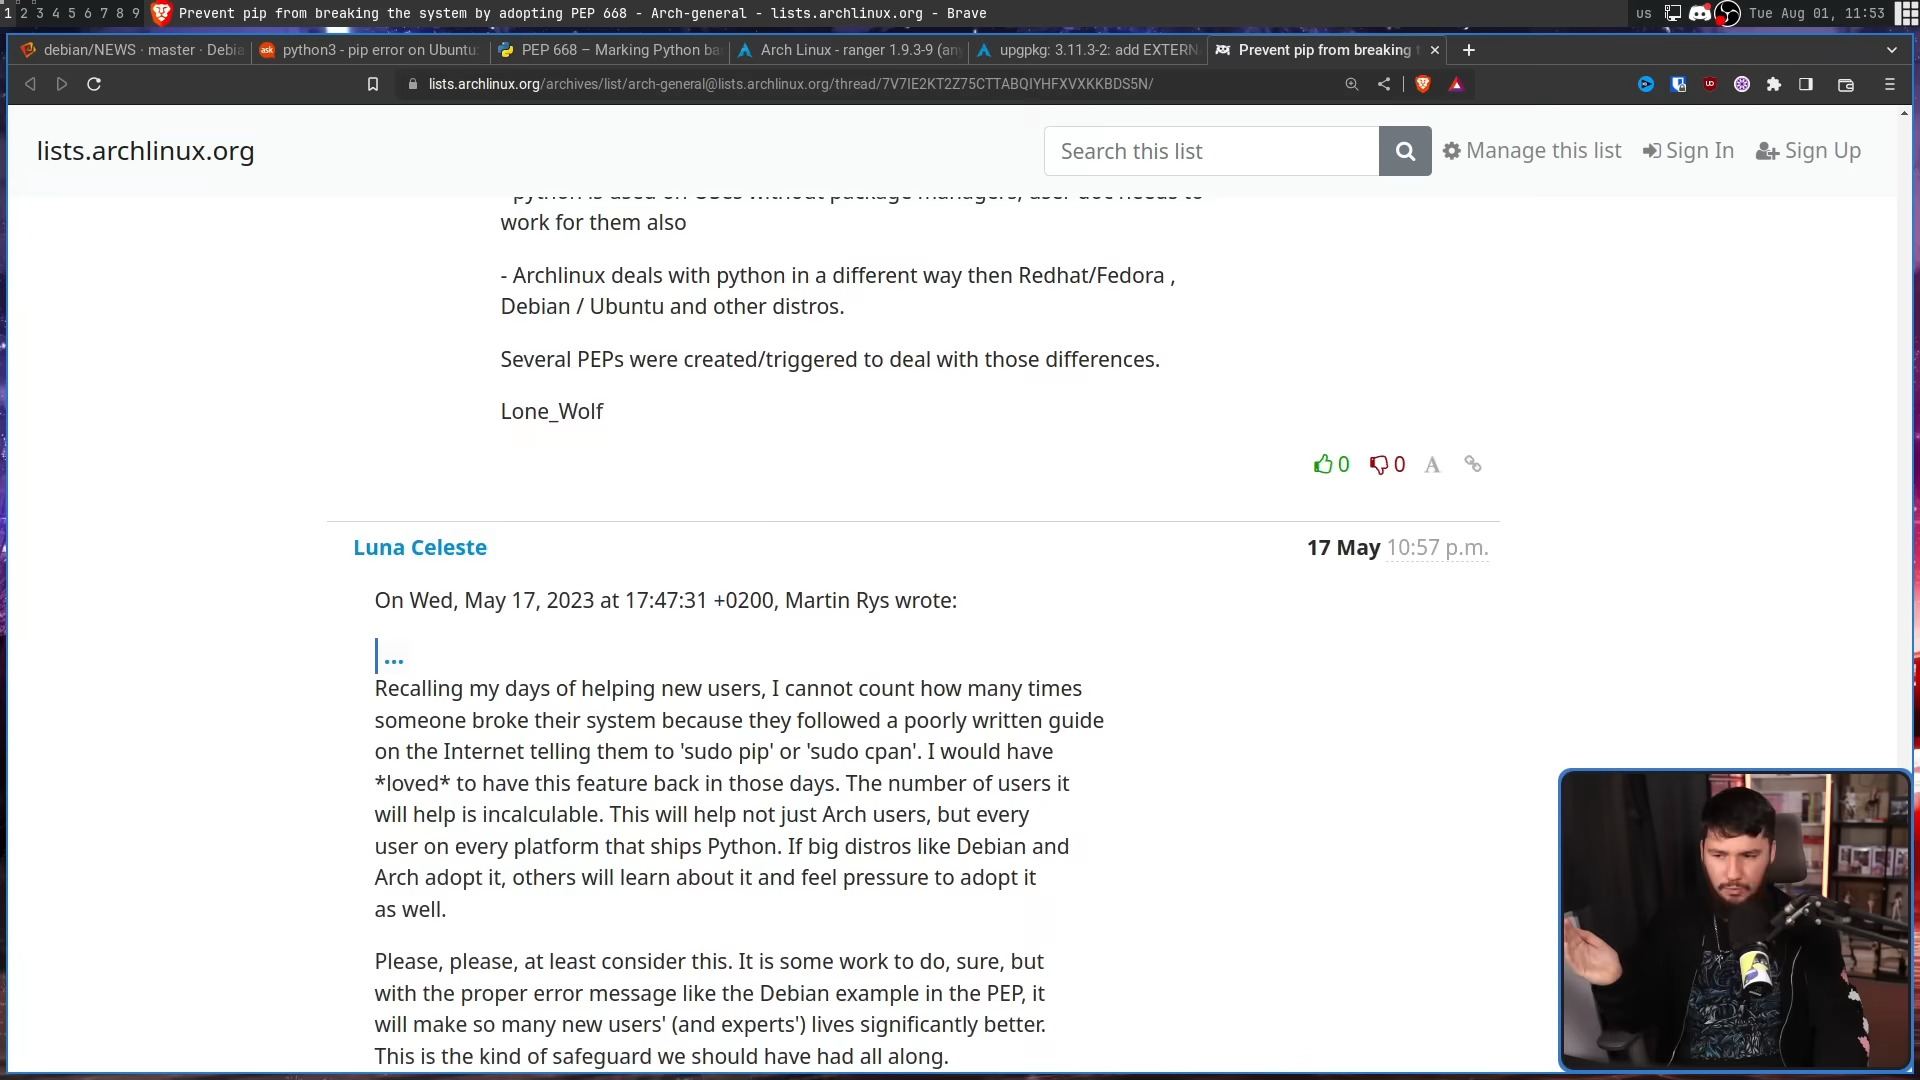 1 2 3 4 5 6 7 8 9 Prevent pip from breaking the system by adopting PEP 668 - Arch-general - lists.archlinux.org - Brave us Tue Aug 01, 11:53
debian/NEWS · master · Debia python3 - pip error on Ubuntu PEP 668 – Marking Python ba Arch Linux - ranger 1.9.3-9 (an upgpkg: 3.11.3-2: add EXTERN Prevent pip from breaking t
lists.archlinux.org/archives/list/arch-general@lists.archlinux.org/thread/7V7IE2KT2Z75CTTABQIYHFXVXKKBDS5N/
lists.archlinux.org Search this list Manage this list Sign In Sign Up
work for them also
- Archlinux deals with python in a different way then Redhat/Fedora ,
Debian / Ubuntu and other distros.
Several PEPs were created/triggered to deal with those differences.
Lone_Wolf
0 0 A
Luna Celeste 17 May 10:57 p.m.
On Wed, May 17, 2023 at 17:47:31 +0200, Martin Rys wrote:
...
Recalling my days of helping new users, I cannot count how many times
someone broke their system because they followed a poorly written guide
on the Internet telling them to 'sudo pip' or 'sudo cpan'. I would have
*loved* to have this feature back in those days. The number of users it
will help is incalculable. This will help not just Arch users, but every
user on every platform that ships Python. If big distros like Debian and
Arch adopt it, others will learn about it and feel pressure to adopt it
as well.
Please, please, at least consider this. It is some work to do, sure, but
with the proper error message like the Debian example in the PEP, it
will make so many new users' (and experts') lives significantly better.
This is the kind of safeguard we should have had all along.